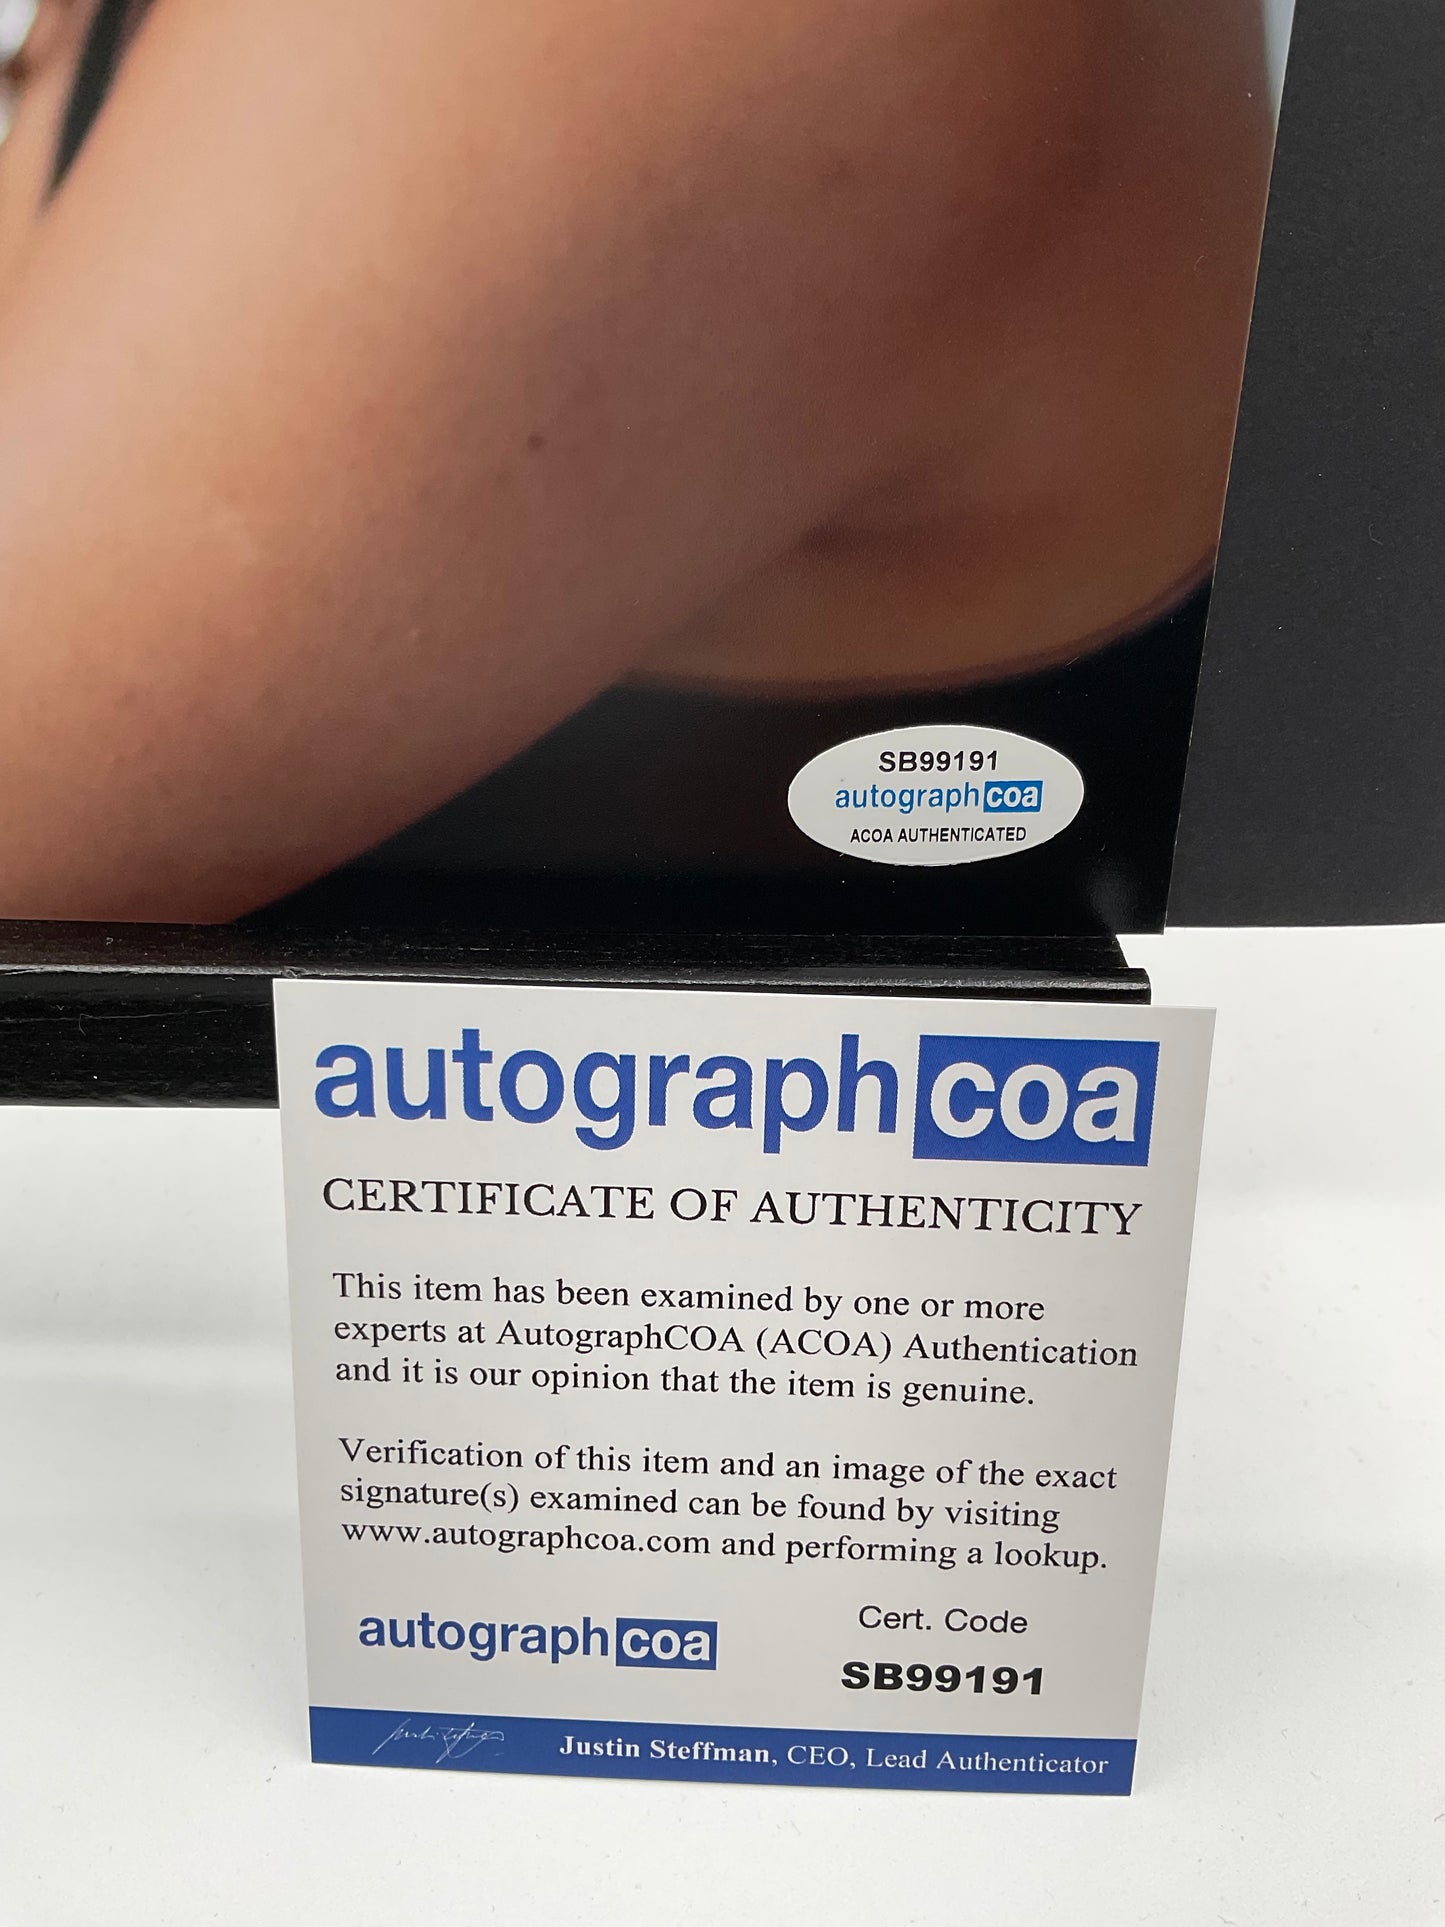 SB99191
autographcoa
ACOA AUTHENTICATED
autographcoa
CERTIFICATE OF AUTHENTICITY
This item has been examined by one or more
experts at AutographCOA (ACOA) Authentication
and it is our opinion that the item is genuine.
Verification of this item and an image of the exact
signature(s) examined can be found by visiting
www.autographcoa.com and performing a lookup.
autographcoa
Cert. Code
SB99191
Justin Steffman, CEO, Lead Authenticator